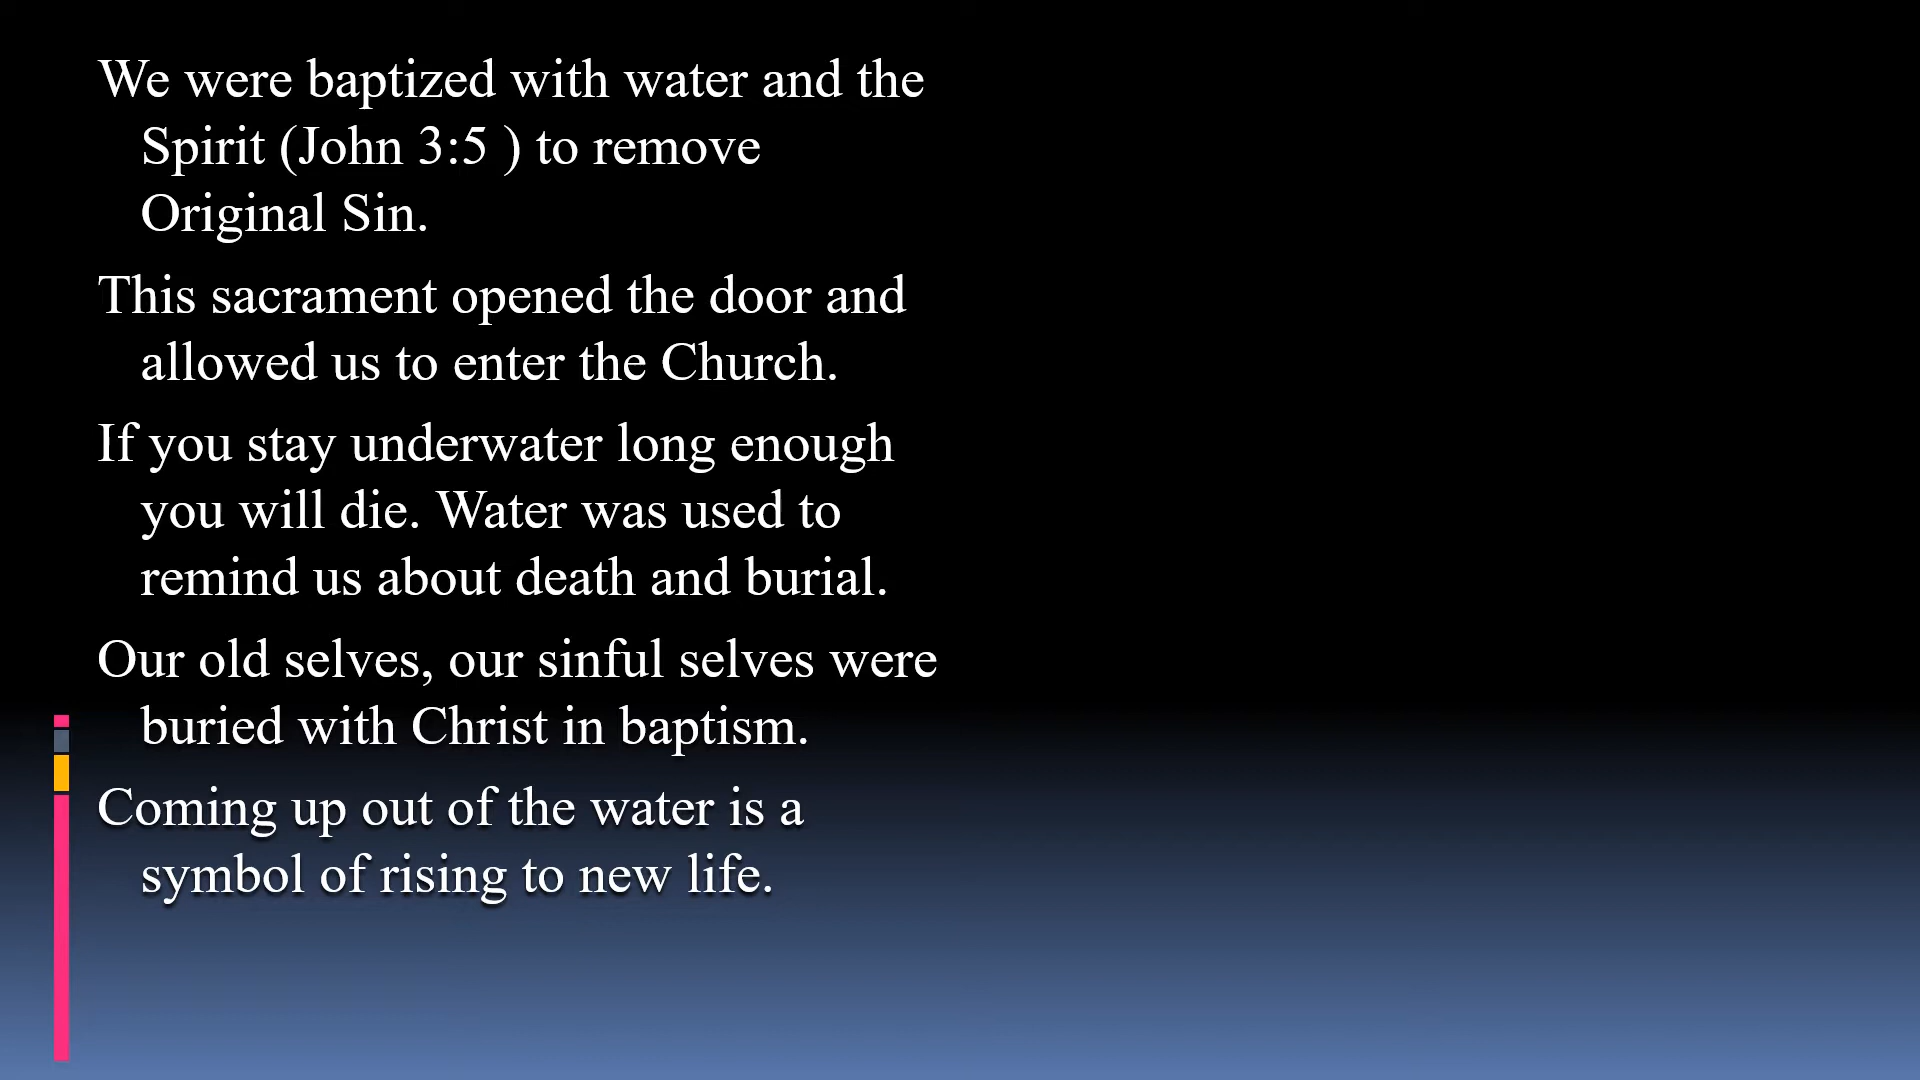 We were baptized with water and the
Spirit (John 3:5 ) to remove
Original Sin.
This sacrament opened the door and
allowed us to enter the Church.
If you stay underwater long enough
you will die. Water was used to
remind us about death and burial.
Our old selves, our sinful selves were
buried with Christ in baptism.
Coming up out of the water is a
symbol of rising to new life.